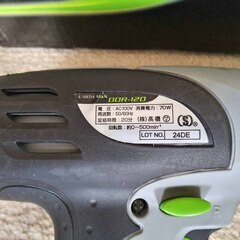 EARTH MAN DDR-120
電圧：AC100V 消費電力：70W
周波数：50/60Hz
定格時間：20分 (株)高儀
回転数：約0~500min⁻¹
LOT NO. 24DE